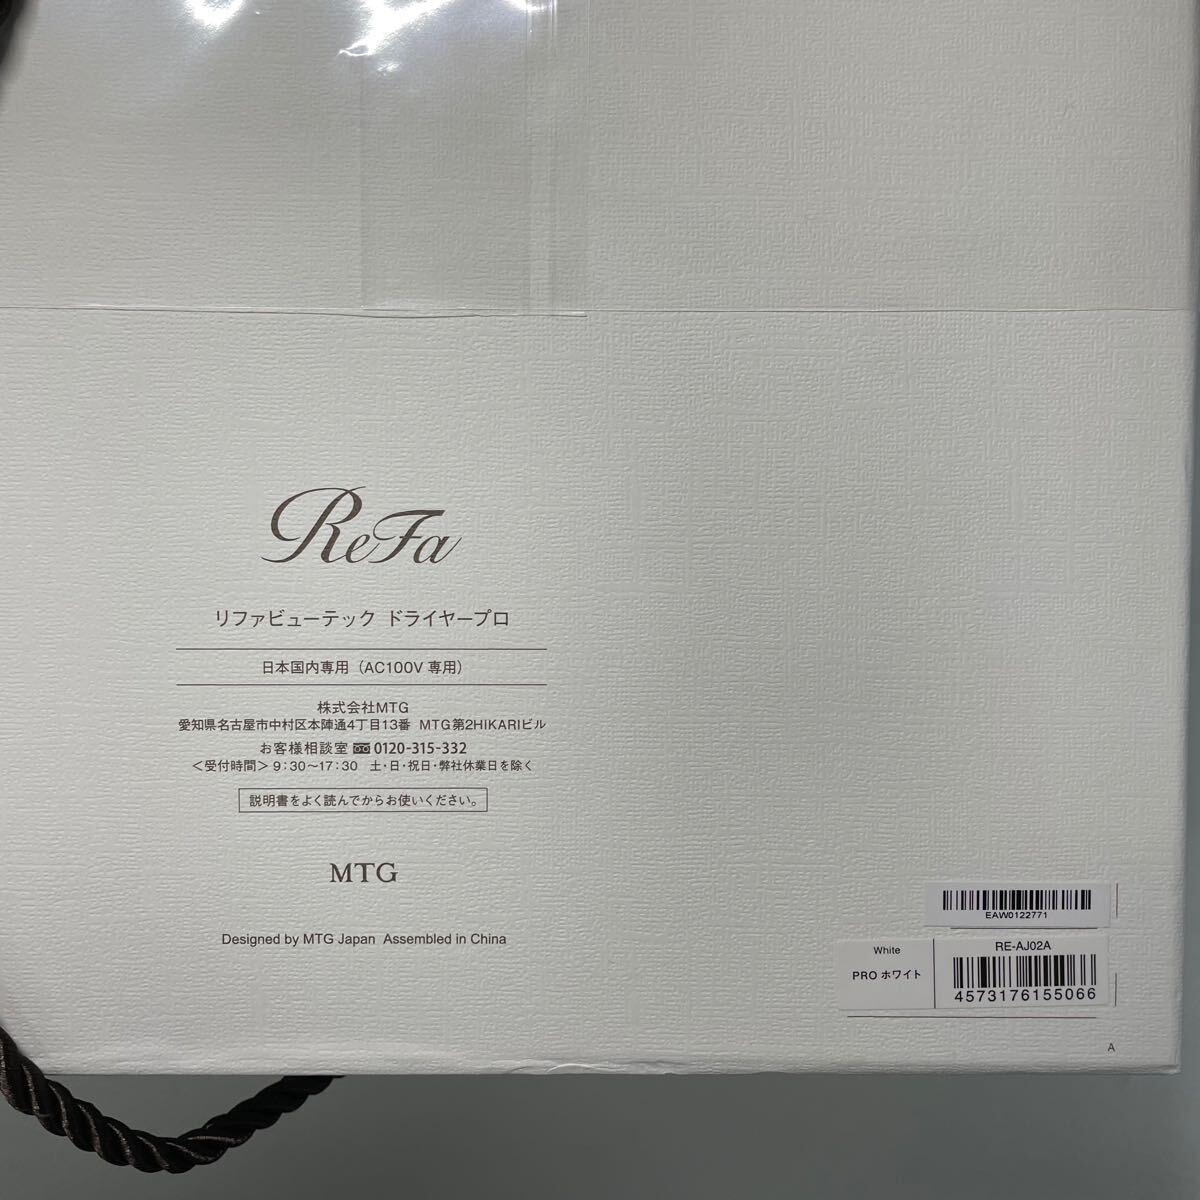 ReFa
リファビューテック ドライヤープロ
日本国内専用（AC100V 専用）
株式会社MTG
愛知県名古屋市中村区本陣通4丁目13番 MTG第2HIKARIビル
お客様相談室 0120-315-332
＜受付時間＞9：30〜17：30 土・日・祝日・弊社休業日を除く
説明書をよく読んでからお使いください。
MTG
Designed by MTG Japan Assembled in China
EAW0122771
White
PRO ホワイト
RE-AJ02A
4573176155066
A